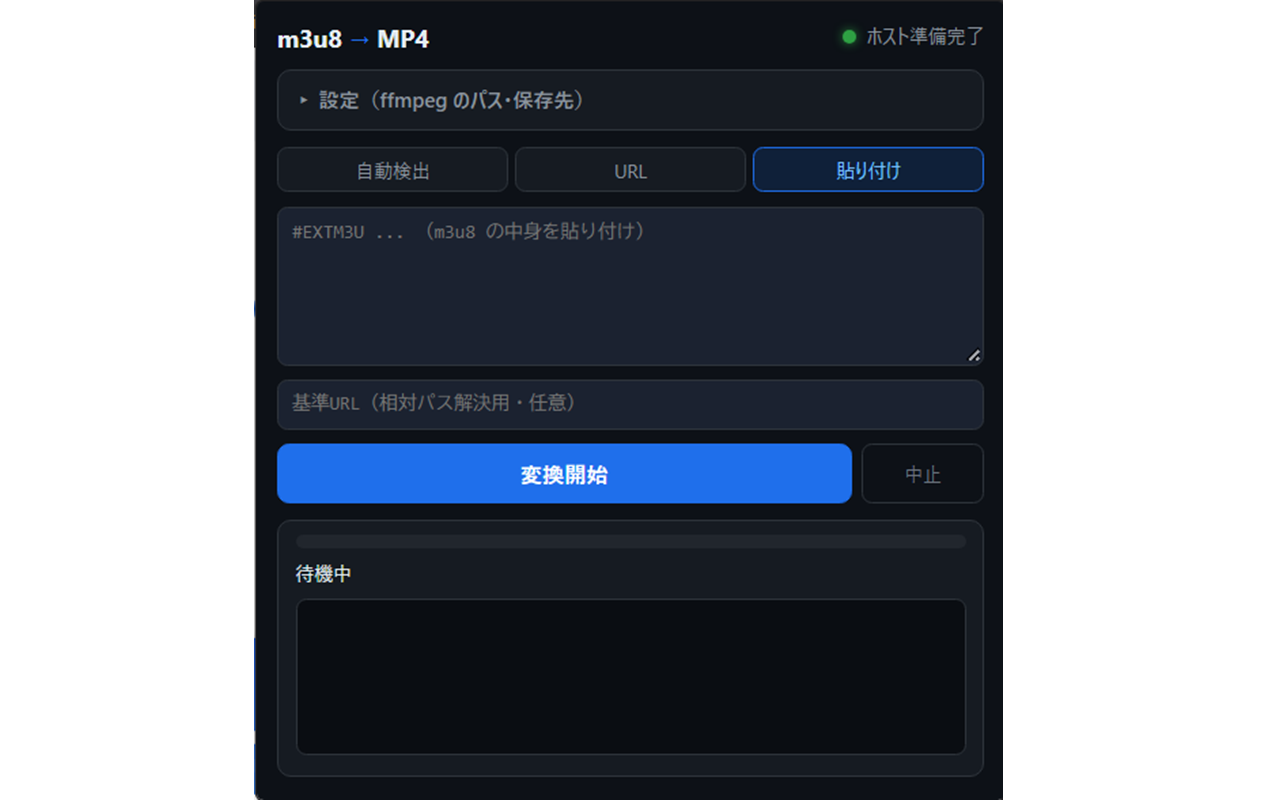 m3u8 → MP4
ホスト準備完了
▸ 設定（ffmpeg のパス・保存先）
自動検出
URL
貼り付け
#EXTM3U ... （m3u8 の中身を貼り付け）
基準URL（相対パス解決用・任意）
変換開始
中止
待機中